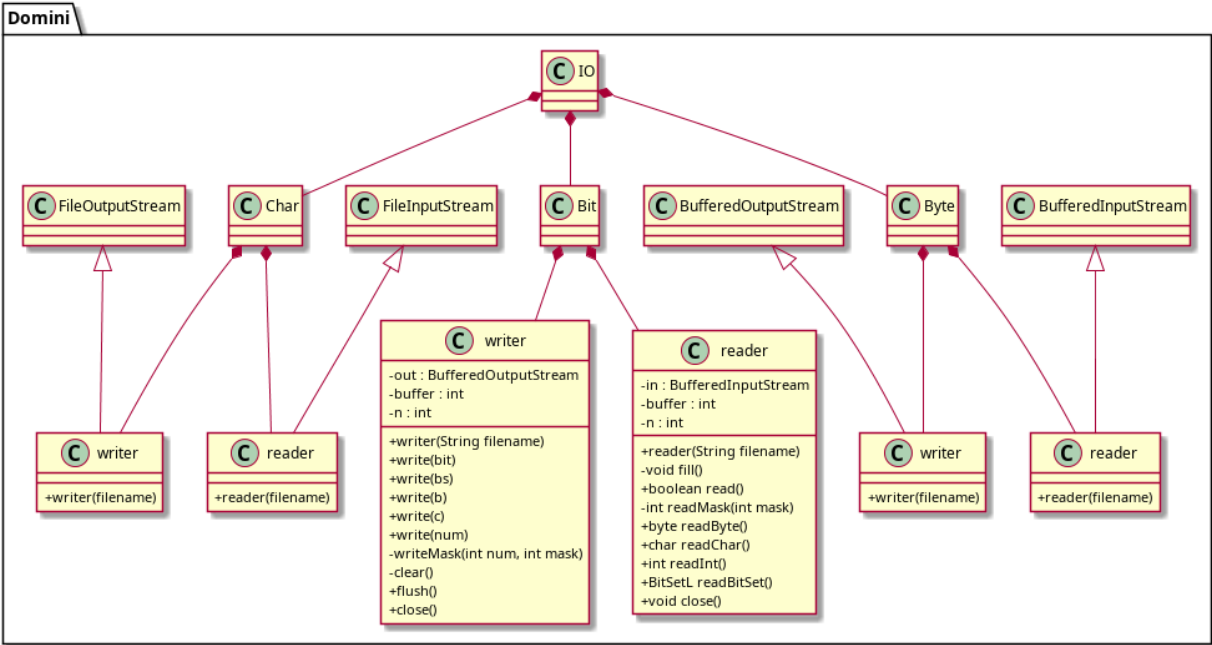 Domini
C IO
C FileOutputStream
C Char
C FileInputStream
C Bit
C BufferedOutputStream
C Byte
C BufferedInputStream
C writer
-out : BufferedOutputStream
-buffer : int
-n : int
+writer(String filename)
+write(bit)
+write(bs)
+write(b)
+write(c)
+write(num)
-writeMask(int num, int mask)
-clear()
+flush()
+close()
C reader
-in : BufferedInputStream
-buffer : int
-n : int
+reader(String filename)
-void fill()
+boolean read()
-int readMask(int mask)
+byte readByte()
+char readChar()
+int readInt()
+BitSetL readBitSet()
+void close()
C writer
+writer(filename)
C reader
+reader(filename)
C writer
+writer(filename)
C reader
+reader(filename)